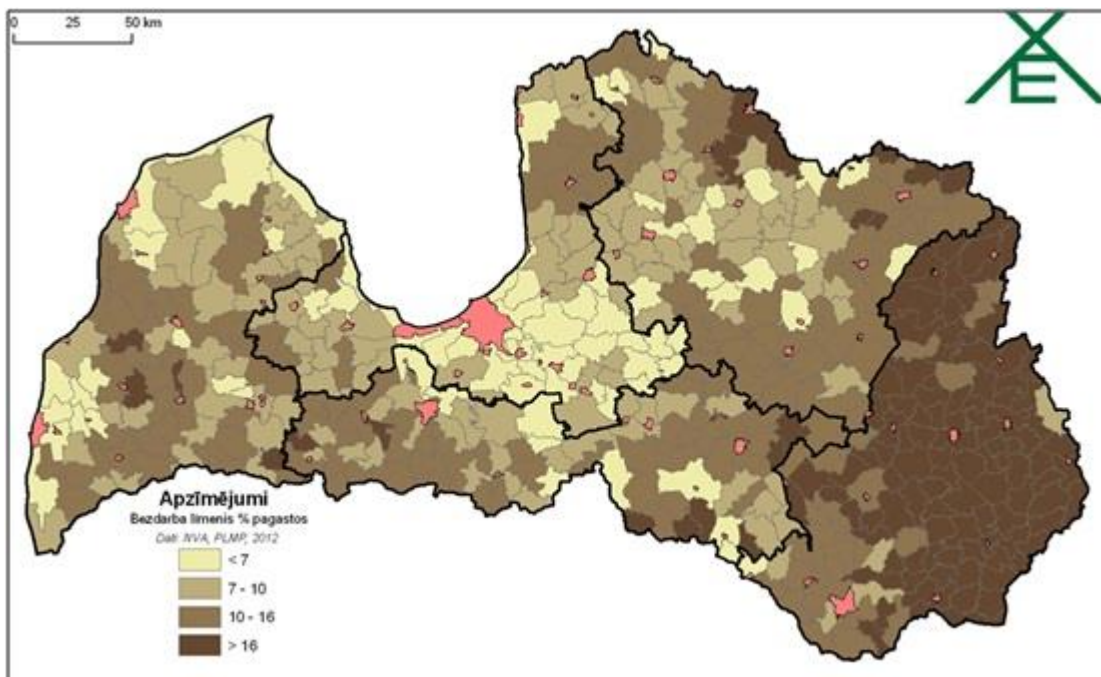 0 25 50 km
Apzīmējumi
Bezdarba līmenis % pagastos
Dati: NVA, PLMP, 2012
< 7
7 - 10
10 - 16
> 16